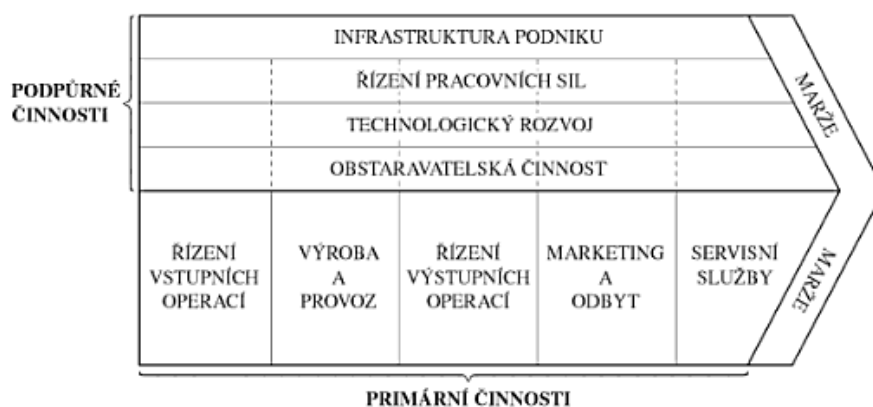 INFRASTRUKTURA PODNIKU
ŘÍZENÍ PRACOVNÍCH SIL
TECHNOLOGICKÝ ROZVOJ
OBSTARAVATELSKÁ ČINNOST
PODPŮRNÉ
ČINNOSTI
MARŽE
ŘÍZENÍ
VSTUPNÍCH
OPERACÍ
VÝROBA
A
PROVOZ
ŘÍZENÍ
VÝSTUPNÍCH
OPERACÍ
MARKETING
A
ODBYT
SERVISNÍ
SLUŽBY
MARŽE
PRIMÁRNÍ ČINNOSTI